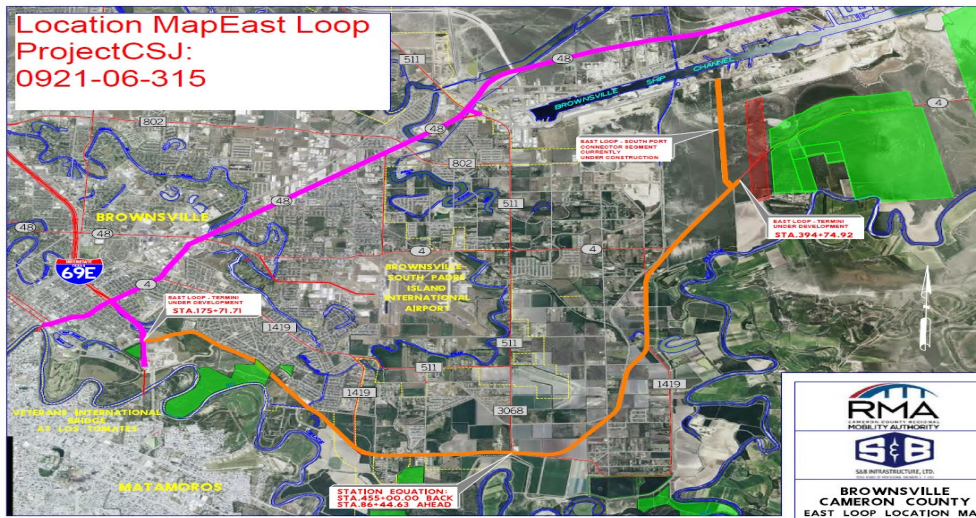 Location MapEast Loop
ProjectCSJ:
0921-06-315
511
48
48
BROWNSVILLE SHIP CHANNEL
802
48
4
EAST LOOP - SOUTH PORT
CONNECTOR SEGMENT
CURRENTLY
UNDER CONSTRUCTION
802
48
511
BROWNSVILLE
EAST LOOP - TERMINI
UNDER DEVELOPMENT
STA.394+74.92
48
48
4
4
INTERSTATE
69E
BROWNSVILLE
SOUTH PADRE
ISLAND
INTERNATIONAL
AIRPORT
4
EAST LOOP - TERMINI
UNDER DEVELOPMENT
STA.175+71.71
1419
511
511
1419
1419
3068
VETERANS INTERNATIONAL
BRIDGE
AT LOS TOMATES
MATAMOROS
STATION EQUATION:
STA.455+00.00 BACK
STA.86+44.63 AHEAD
RMA
CAMERON COUNTY REGIONAL
MOBILITY AUTHORITY
S&B
S&B INFRASTRUCTURE, LTD.
BROWNSVILLE
CAMERON COUNTY
EAST LOOP LOCATION MA